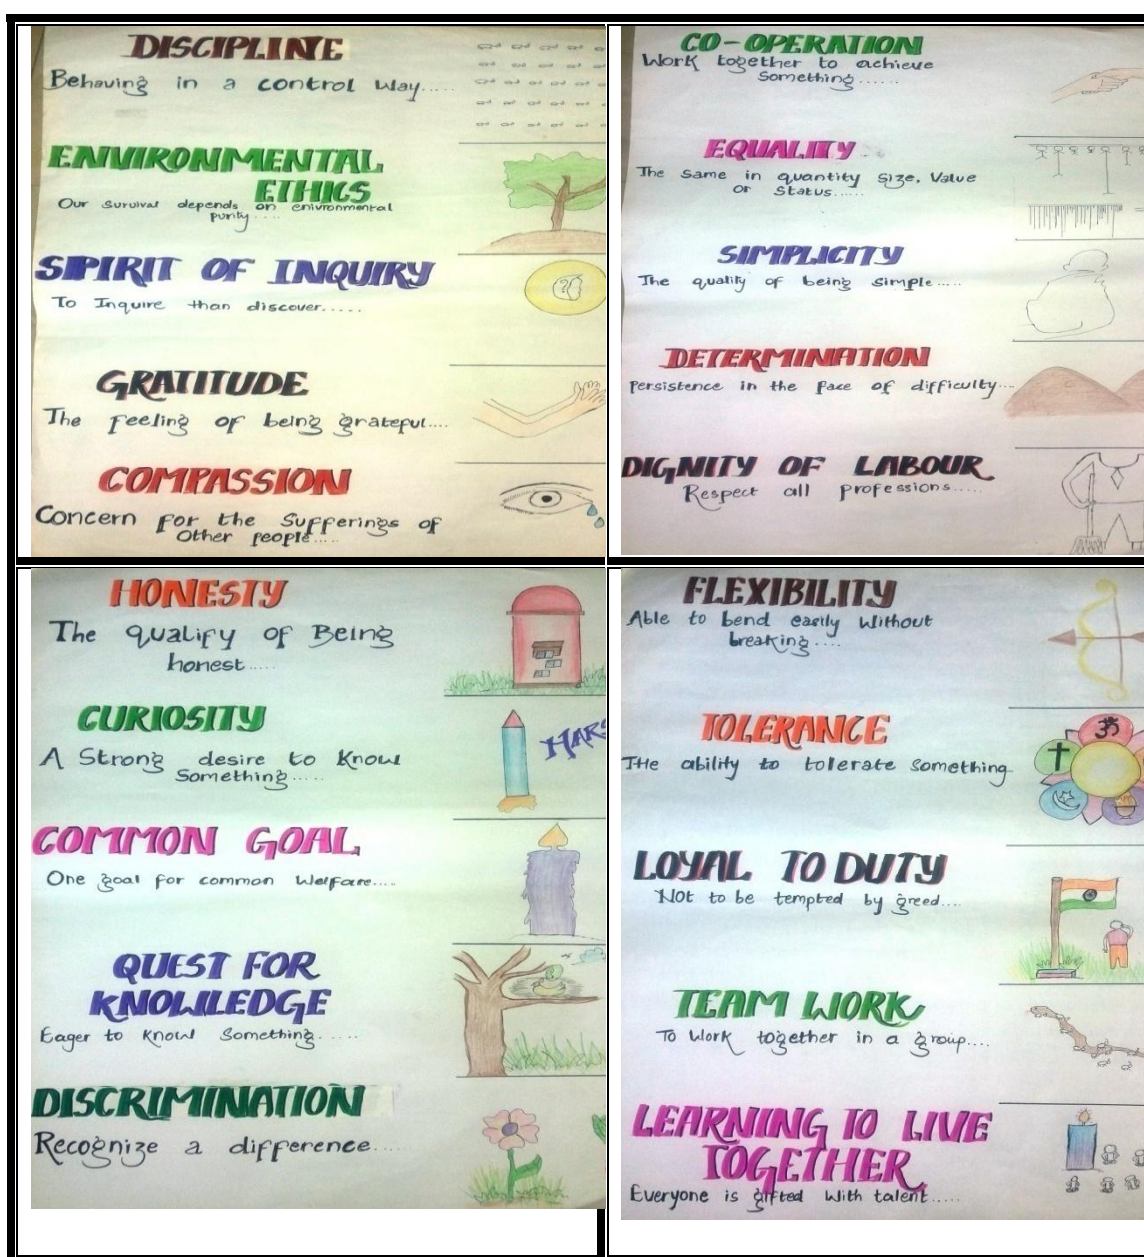 DISCIPLINE
Behaving in a control way.....
ENVIRONMENTAL
ETHICS
Our survival depends on enivronmental
purity....
SPIRIT OF INQUIRY
To Inquire than discover.....
GRATITUDE
The feeling of being grateful....
COMPASSION
Concern for the Sufferings of
Other people.....
CO-OPERATION
Work together to achieve
Something......
EQUALITY
The same in quantity size, Value
or Status......
SIMPLICITY
The quality of being simple.....
DETERMINATION
Persistence in the face of difficulty....
DIGNITY OF LABOUR
Respect all professions.....
HONESTY
The quality of Being
honest.....
CURIOSITY
A Strong desire to Know
Something.....
HARS
COMMON GOAL
One goal for common Welfare....
QUEST FOR
KNOWLEDGE
Eager to Know Something.....
DISCRIMINATION
Recognize a difference....
FLEXIBILITY
Able to bend easily Without
breaking....
TOLERANCE
The ability to tolerate something
ॐ
LOYAL TO DUTY
Not to be tempted by greed....
TEAM WORK
To Work together in a group....
LEARNING TO LIVE
TOGETHER
Everyone is gifted With talent.....